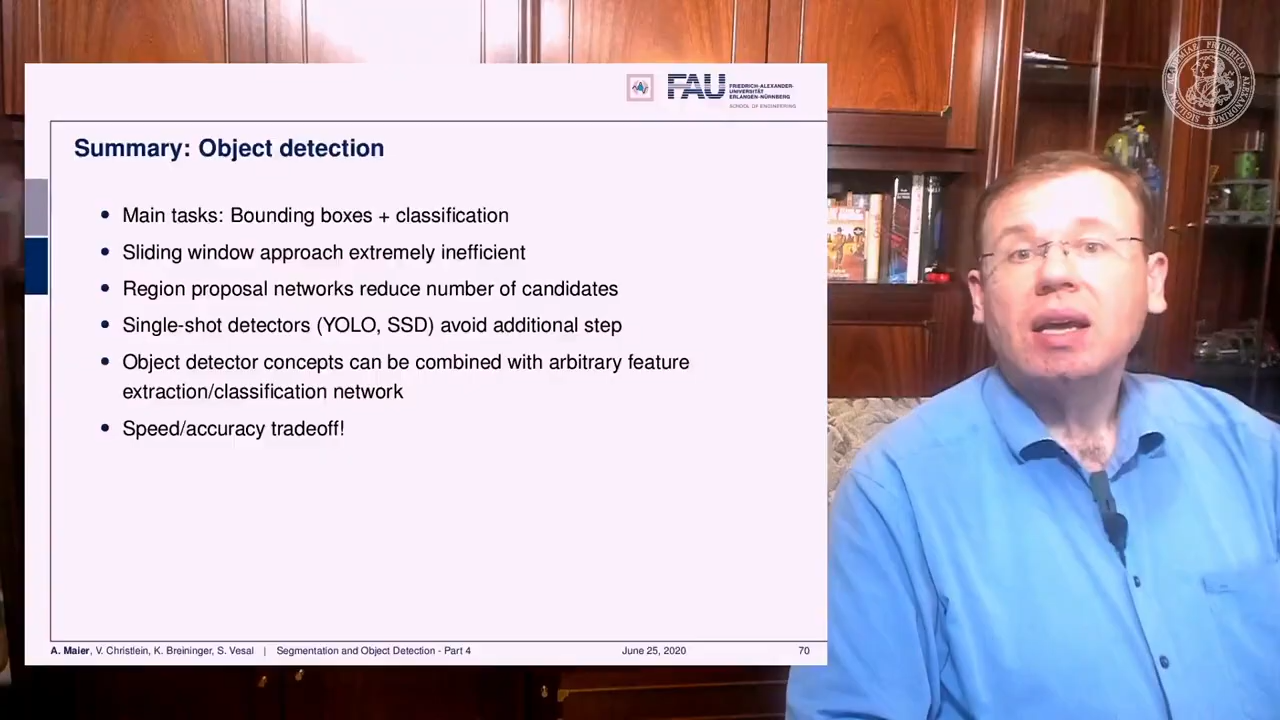 FAU
FRIEDRICH-ALEXANDER-
UNIVERSITÄT
ERLANGEN-NÜRNBERG
SCHOOL OF ENGINEERING
Summary: Object detection
• Main tasks: Bounding boxes + classification
• Sliding window approach extremely inefficient
• Region proposal networks reduce number of candidates
• Single-shot detectors (YOLO, SSD) avoid additional step
• Object detector concepts can be combined with arbitrary feature
extraction/classification network
• Speed/accuracy tradeoff!
A. Maier, V. Christlein, K. Breininger, S. Vesal | Segmentation and Object Detection - Part 4 June 25, 2020 70